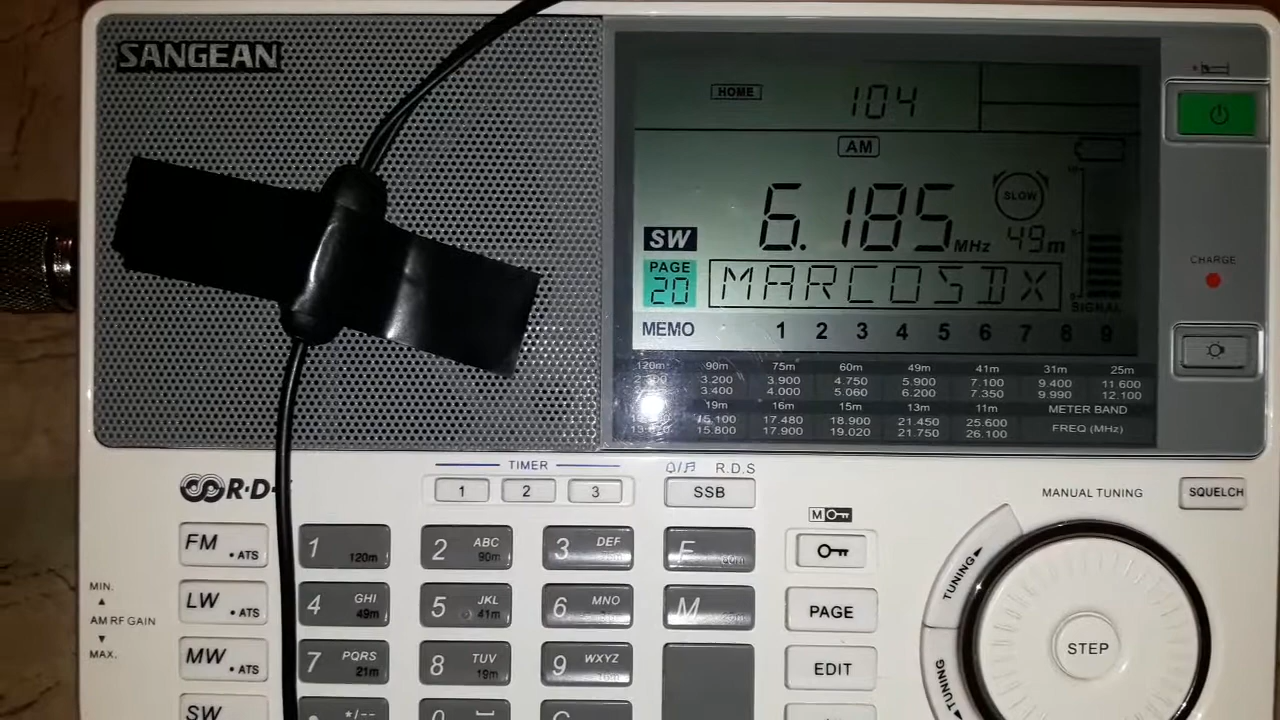 SANGEAN
HOME
104
AM
6.185 MHz
SLOW
49m
SW
PAGE
20
MARCOSDX
SIGNAL
MEMO 1 2 3 4 5 6 7 8 9
120m 90m 75m 60m 49m 41m 31m 25m
3.200 3.900 4.750 5.900 7.100 9.400 11.600
3.400 4.000 5.060 6.200 7.350 9.990 12.100
19m 16m 15m 13m 11m METER BAND
15.100 17.480 18.900 21.450 25.600
15.800 17.900 19.020 21.750 26.100 FREQ (MHz)
CHARGE
R·D·
TIMER
1 2 3
R.D.S
SSB
M
MANUAL TUNING
SQUELCH
FM • ATS
1 120m
2 ABC 90m
3 DEF
F
LW • ATS
4 GHI 49m
5 JKL 41m
6 MNO
M
PAGE
MIN.
AM RF GAIN
MAX.
MW • ATS
7 PQRS 21m
8 TUV 19m
9 WXYZ
EDIT
TUNING
STEP
TUNING
SW